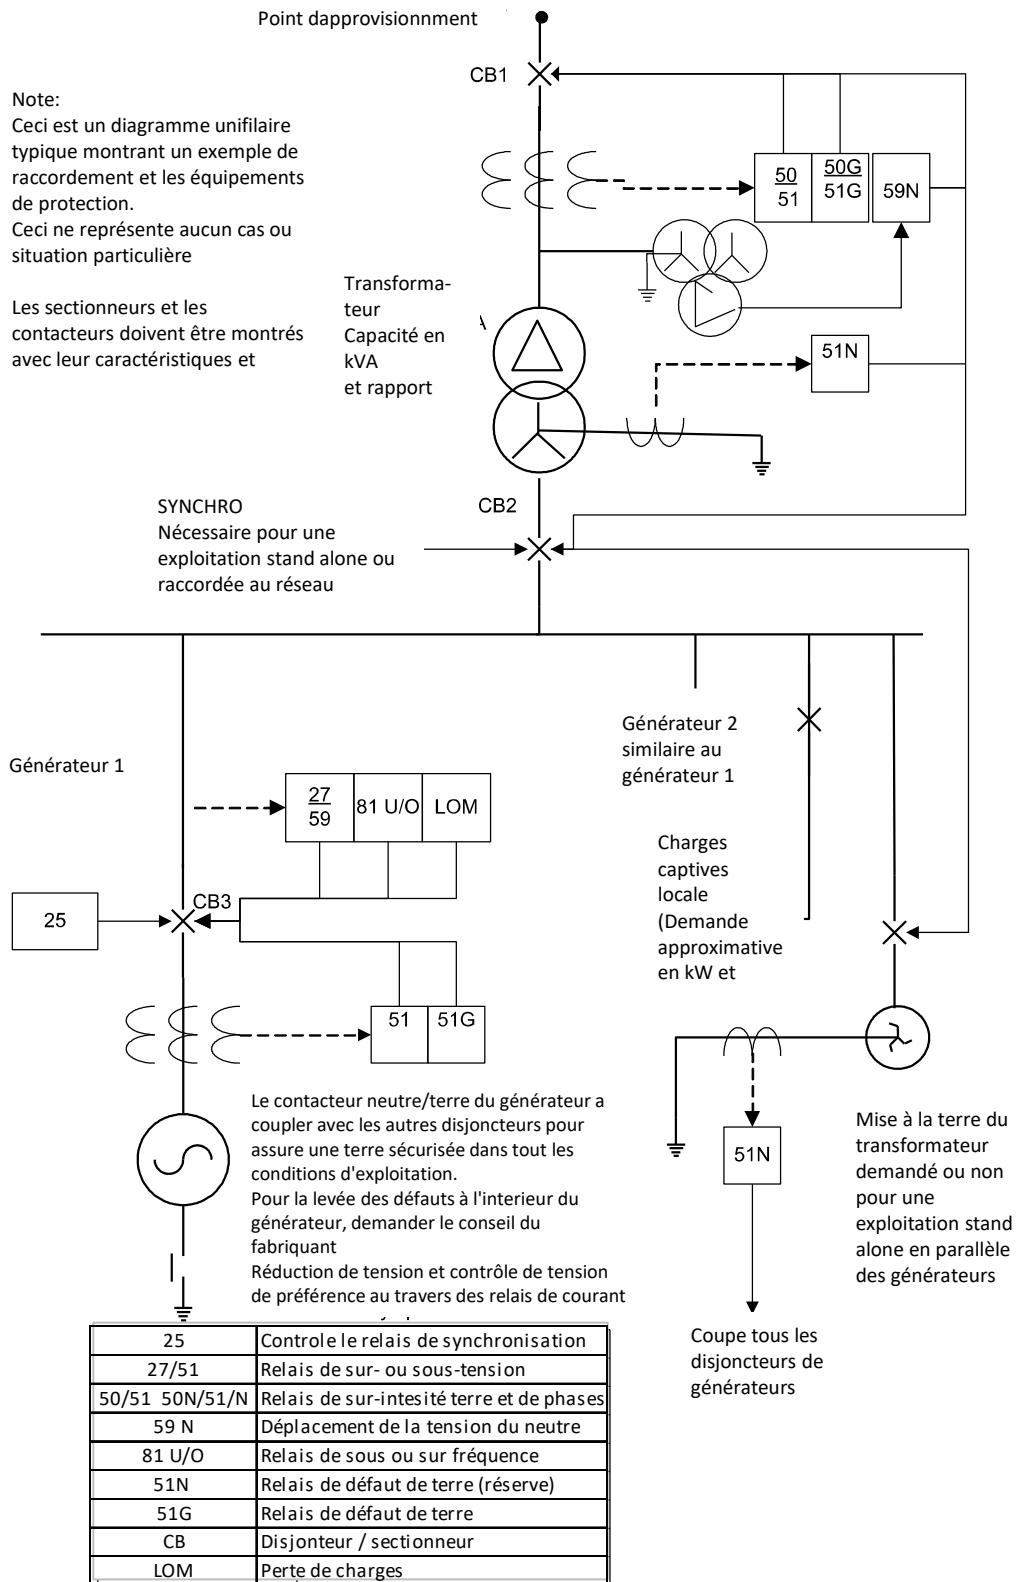 Point dapprovisionnment
CB1
Note:
Ceci est un diagramme unifilaire
typique montrant un exemple de
raccordement et les équipements
de protection.
Ceci ne représente aucun cas ou
situation particulière
Les sectionneurs et les
contacteurs doivent être montrés
avec leur caractéristiques et
50
51
50G
51G
59N
Transforma-
teur
Capacité en
kVA
et rapport
51N
SYNCHRO
Nécessaire pour une
exploitation stand alone ou
raccordée au réseau
CB2
Générateur 1
27
59
81 U/O
LOM
25
CB3
51
51G
Générateur 2
similaire au
générateur 1
Charges
captives
locale
(Demande
approximative
en kW et
Le contacteur neutre/terre du générateur a
coupler avec les autres disjoncteurs pour
assure une terre sécurisée dans tout les
conditions d'exploitation.
Pour la levée des défauts à l'interieur du
générateur, demander le conseil du
fabriquant
Réduction de tension et contrôle de tension
de préférence au travers des relais de courant
51N
Mise à la terre du
transformateur
demandé ou non
pour une
exploitation stand
alone en parallèle
des générateurs
Coupe tous les
disjoncteurs de
générateurs
25 Controle le relais de synchronisation
27/51 Relais de sur- ou sous-tension
50/51 50N/51/N Relais de sur-intesité terre et de phases
59 N Déplacement de la tension du neutre
81 U/O Relais de sous ou sur fréquence
51N Relais de défaut de terre (réserve)
51G Relais de défaut de terre
CB Disjonteur / sectionneur
LOM Perte de charges